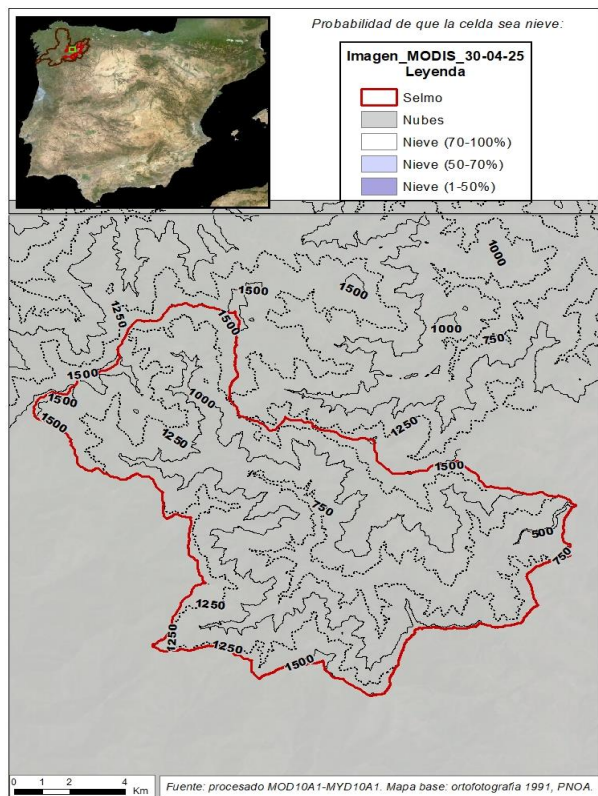 Probabilidad de que la celda sea nieve:
Imagen_MODIS_30-04-25
Leyenda
Selmo
Nubes
Nieve (70-100%)
Nieve (50-70%)
Nieve (1-50%)
1000
1500
1500
1250
1500
1000
750
1500
1500
1000
1500
1250
1250
1500
750
500
750
1250
1250
1250
1500
0 1 2 4
Km
Fuente: procesado MOD10A1-MYD10A1. Mapa base: ortofotografía 1991, PNOA.